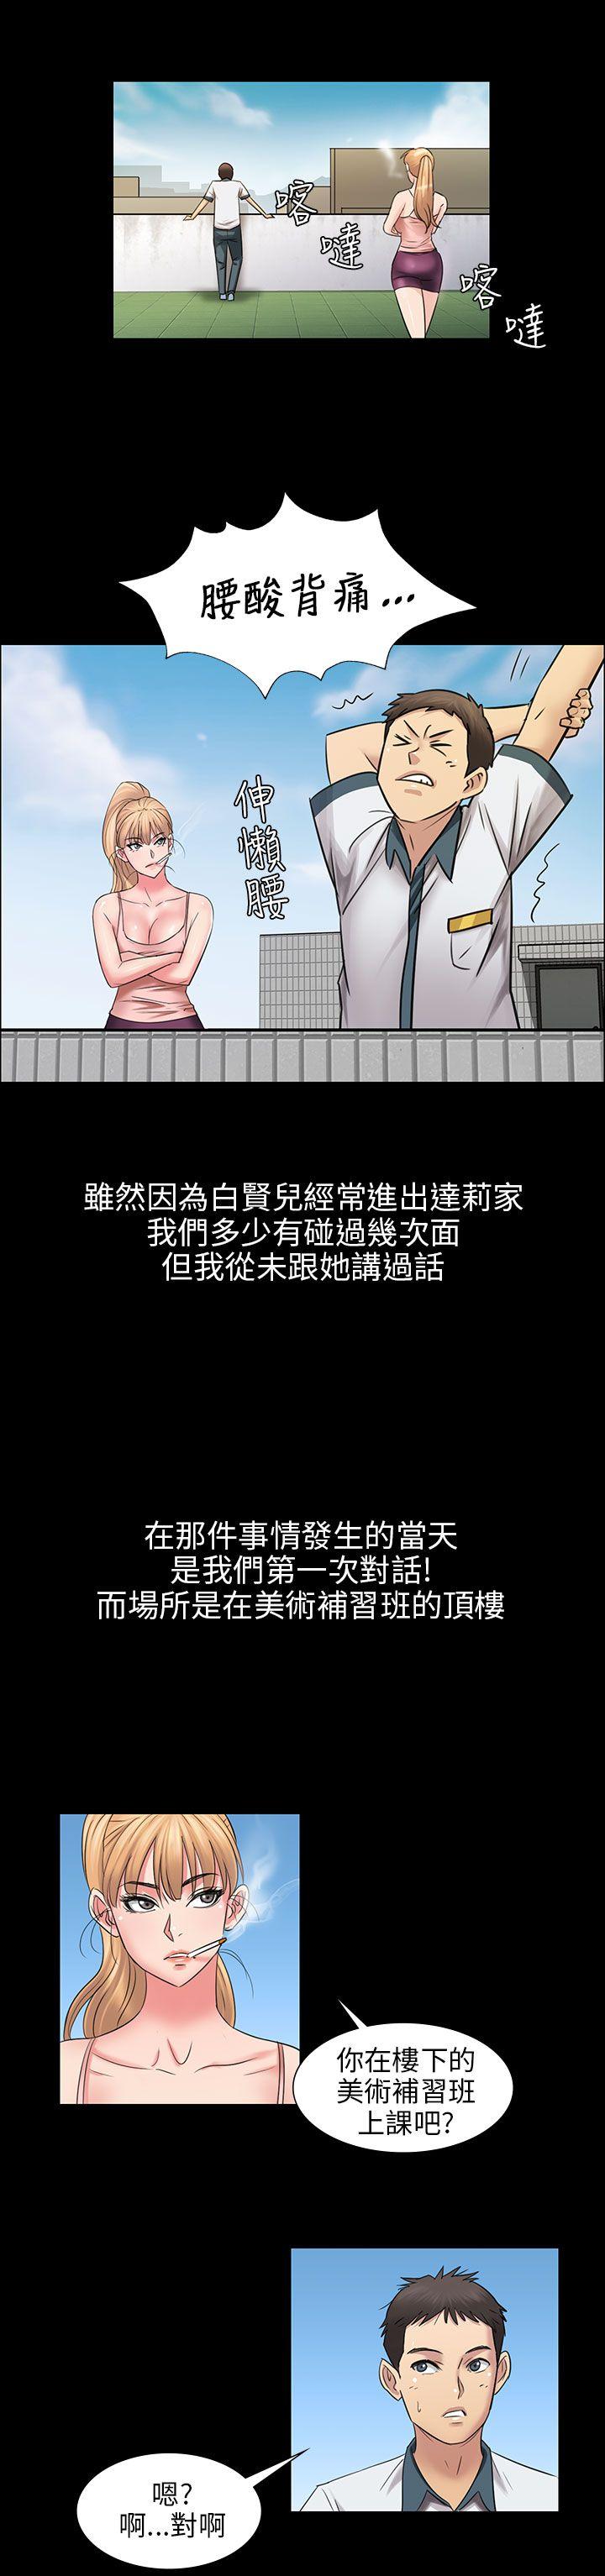 喀
噠
喀
噠
腰酸背痛...
伸
懶
腰
雖然因為白賢兒經常進出達莉家
我們多少有碰過幾次面
但我從未跟她講過話
在那件事情發生的當天
是我們第一次對話!
而場所是在美術補習班的頂樓
你在樓下的
美術補習班
上課吧?
嗯?
啊...對啊